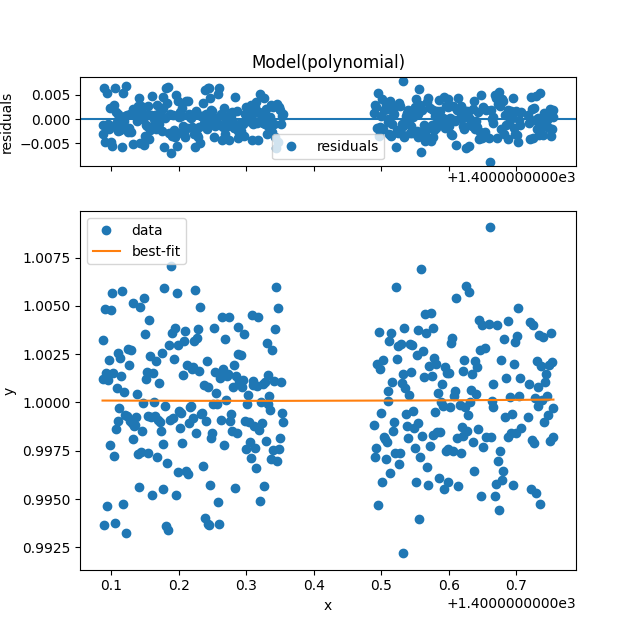 Model(polynomial)
residuals
0.005
0.000
−0.005
residuals
+1.4000000000e3
y
1.0075
1.0050
1.0025
1.0000
0.9975
0.9950
0.9925
data
best-fit
0.1 0.2 0.3 0.4 0.5 0.6 0.7
x
+1.4000000000e3